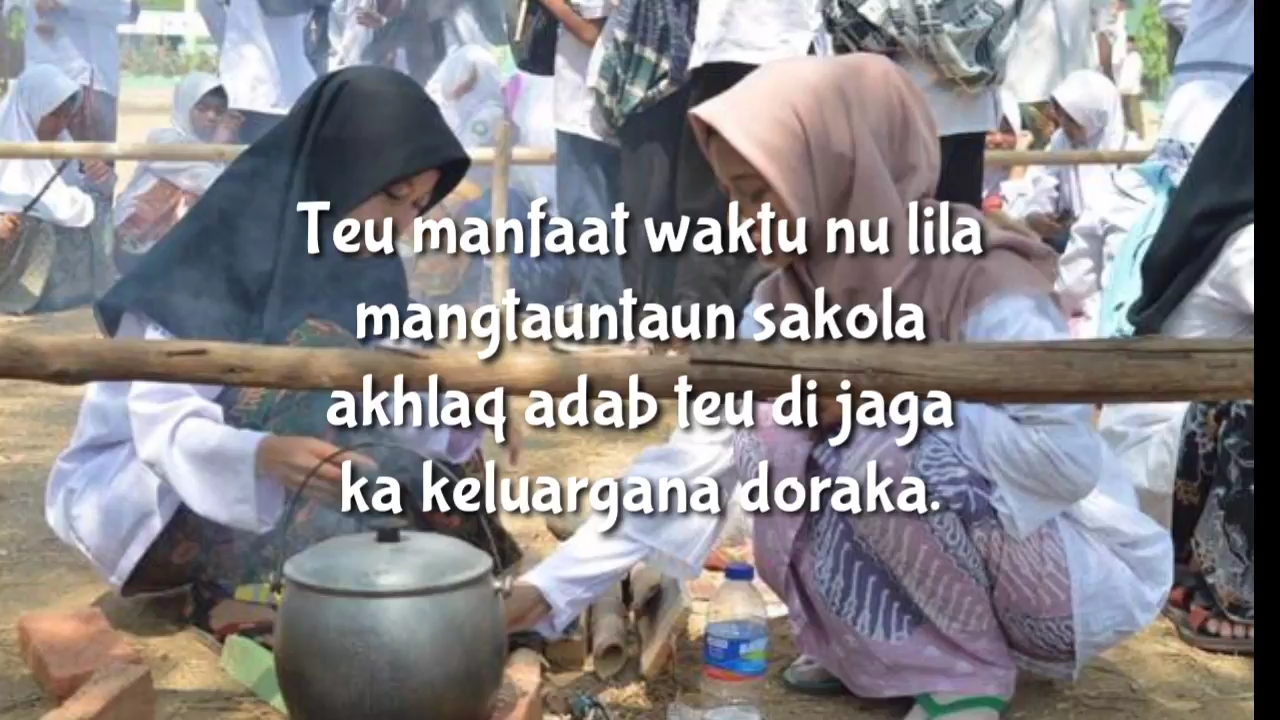 Teu manfaat waktu nu lila
mangtauntaun sakola
akhlaq adab teu di jaga
ka keluargana doraka.